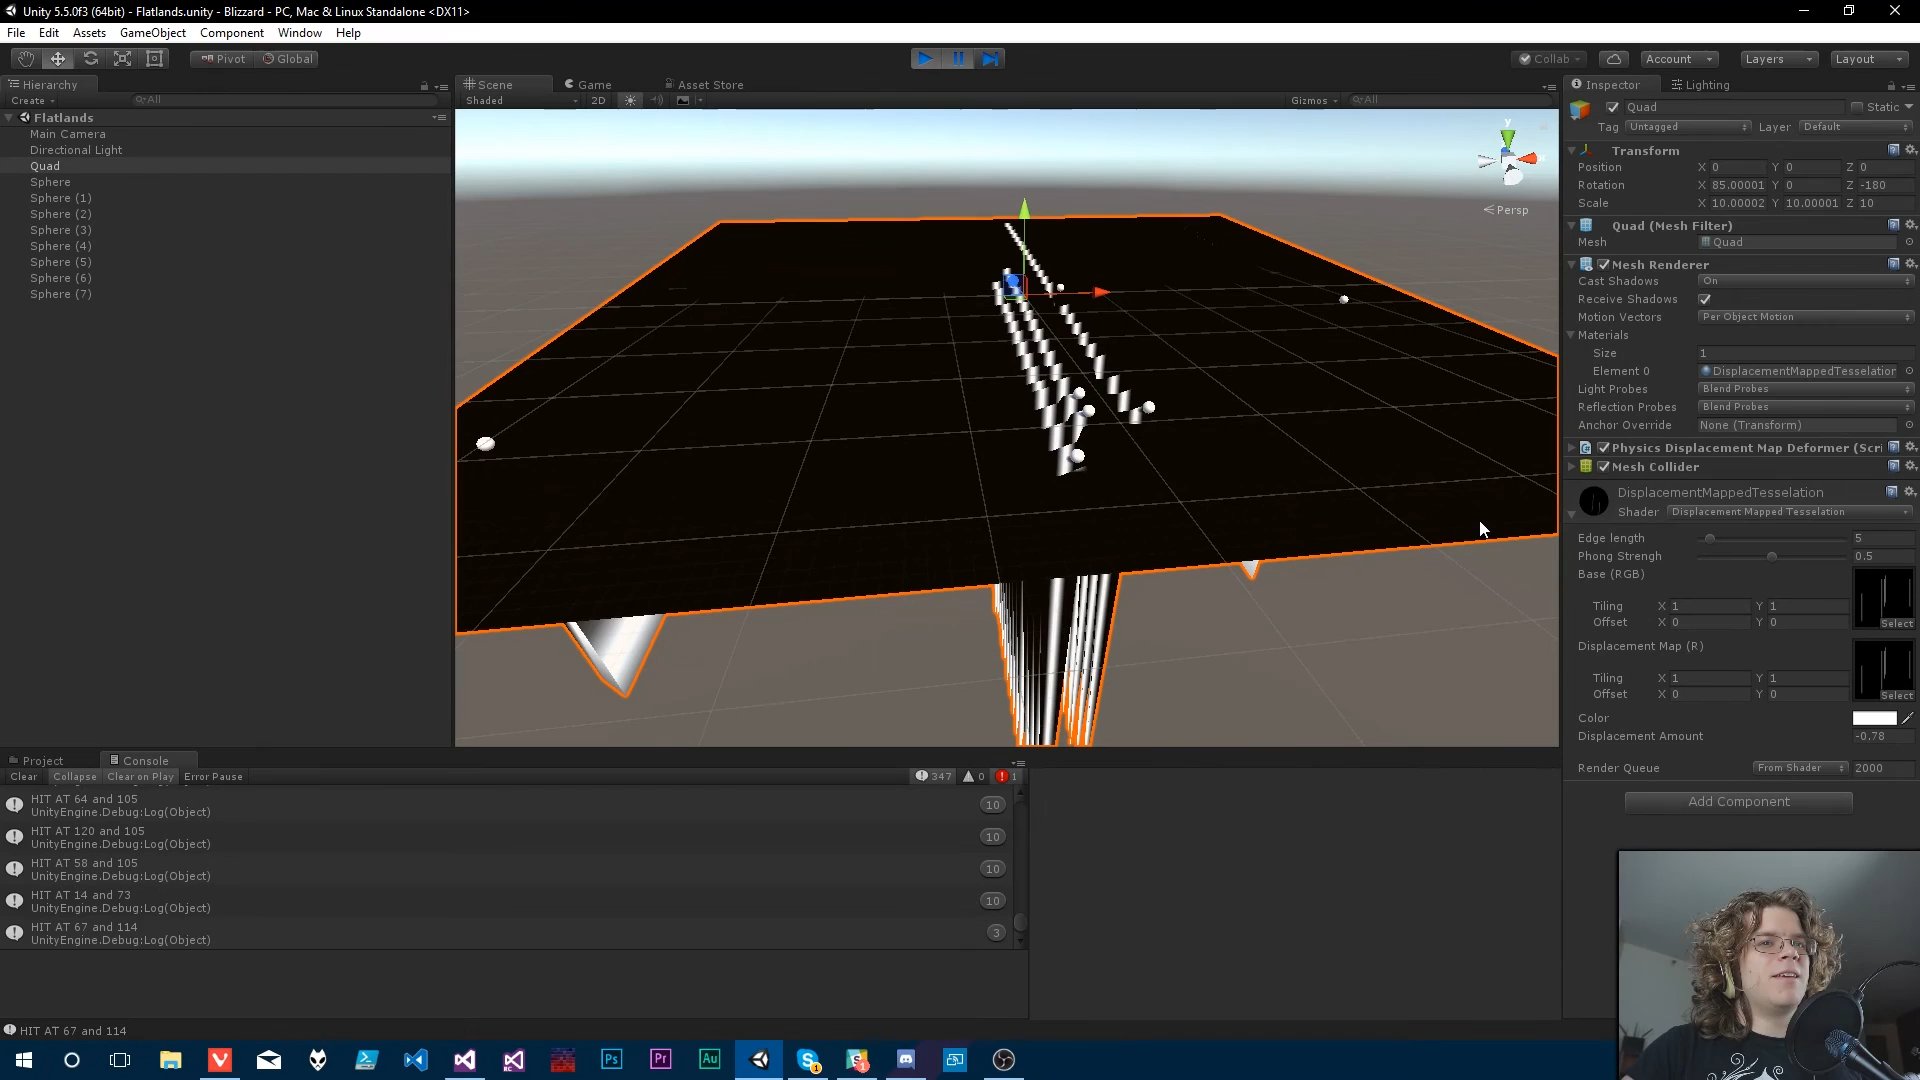 Unity 5.5.0f3 (64bit) - Flatlands.unity - Blizzard - PC, Mac & Linux Standalone <DX11>
File Edit Assets GameObject Component Window Help
Pivot Global Collab Account Layers Layout
Hierarchy
Create All
Flatlands
Main Camera
Directional Light
Quad
Sphere
Sphere (1)
Sphere (2)
Sphere (3)
Sphere (4)
Sphere (5)
Sphere (6)
Sphere (7)
Scene Game Asset Store
Shaded 2D Gizmos All
y
x
Persp
Inspector Lighting
Quad Static
Tag Untagged Layer Default
Transform
Position X 0 Y 0 Z 0
Rotation X 85.00001 Y 0 Z -180
Scale X 10.00002 Y 10.00001 Z 10
Quad (Mesh Filter)
Mesh Quad
Mesh Renderer
Cast Shadows On
Receive Shadows
Motion Vectors Per Object Motion
Materials
Size 1
Element 0 DisplacementMappedTesselation
Light Probes Blend Probes
Reflection Probes Blend Probes
Anchor Override None (Transform)
Physics Displacement Map Deformer (Scri
Mesh Collider
DisplacementMappedTesselation
Shader Displacement Mapped Tesselation
Edge length 5
Phong Strengh 0.5
Base (RGB)
Tiling X 1 Y 1
Offset X 0 Y 0
Select
Displacement Map (R)
Tiling X 1 Y 1
Offset X 0 Y 0
Select
Color
Displacement Amount -0.78
Render Queue From Shader 2000
Add Component
Project Console
Clear Collapse Clear on Play Error Pause 347 0 1
HIT AT 64 and 105
UnityEngine.Debug:Log(Object)
10
HIT AT 120 and 105
UnityEngine.Debug:Log(Object)
10
HIT AT 58 and 105
UnityEngine.Debug:Log(Object)
10
HIT AT 14 and 73
UnityEngine.Debug:Log(Object)
10
HIT AT 67 and 114
UnityEngine.Debug:Log(Object)
3
HIT AT 67 and 114
RC Ps Pr Au 1 1